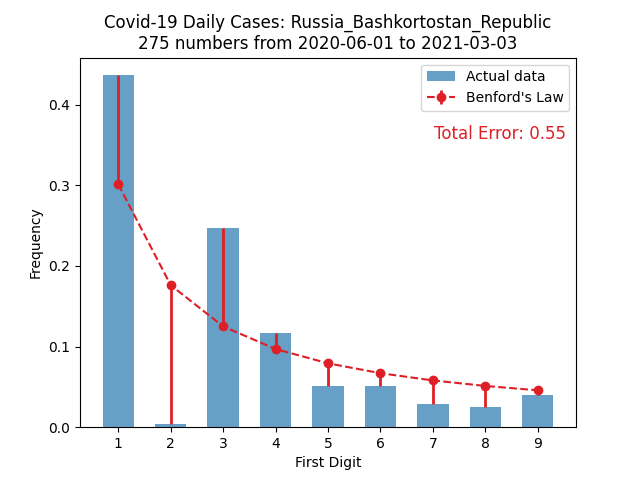 Covid-19 Daily Cases: Russia_Bashkortostan_Republic
275 numbers from 2020-06-01 to 2021-03-03
Actual data
Benford's Law
Total Error: 0.55
Frequency
0.4
0.3
0.2
0.1
0.0
1 2 3 4 5 6 7 8 9
First Digit